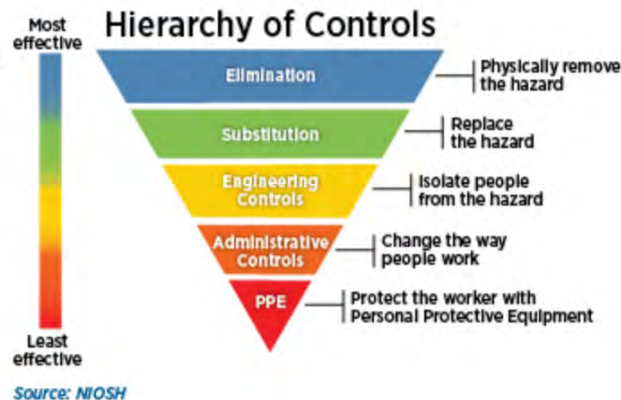 Hierarchy of Controls
Most
effective
Elimination
Physically remove
the hazard
Substitution
Replace
the hazard
Engineering
Controls
Isolate people
from the hazard
Administrative
Controls
Change the way
people work
PPE
Protect the worker with
Personal Protective Equipment
Least
effective
Source: NIOSH